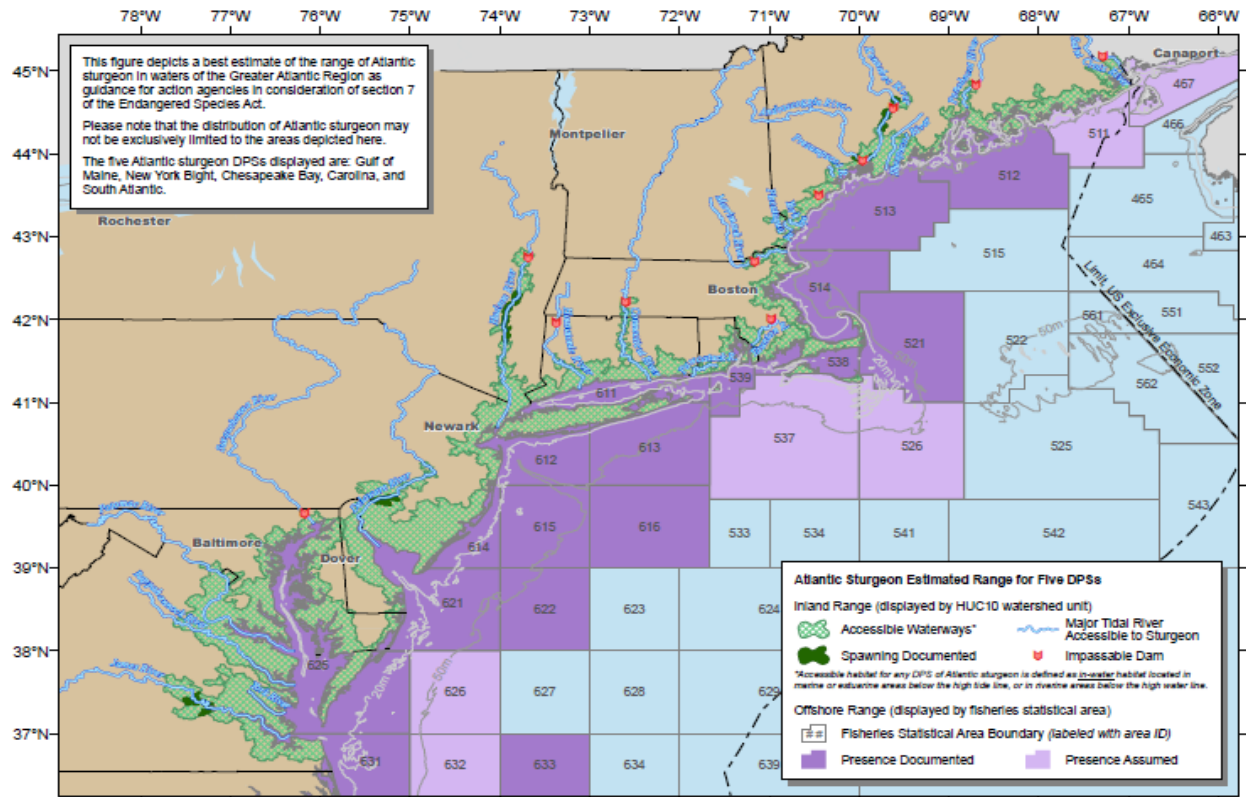 78°W 77°W 76°W 75°W 74°W 73°W 72°W 71°W 70°W 69°W 68°W 67°W 66°W
45°N
44°N
43°N
42°N
41°N
40°N
39°N
38°N
37°N
This figure depicts a best estimate of the range of Atlantic
sturgeon in waters of the Greater Atlantic Region as
guidance for action agencies in consideration of section 7
of the Endangered Species Act.
Please note that the distribution of Atlantic sturgeon may
not be exclusively limited to the areas depicted here.
The five Atlantic sturgeon DPSs displayed are: Gulf of
Maine, New York Bight, Chesapeake Bay, Carolina, and
South Atlantic.
Canaport
467
466
Montpelier
511
512
465
Rochester
513
463
515
464
Boston
514
Limit, US Exclusive Economic Zone
561
551
522
50m
521
538
552
562
539
20m
611
Newark
537
526
525
612
613
543
615
616
533
534
541
542
Baltimore
614
Dover
621
622
623
624
625
20m
50m
626
627
628
629
631
632
633
634
639
Atlantic Sturgeon Estimated Range for Five DPSs
Inland Range (displayed by HUC10 watershed unit)
Accessible Waterways*
Major Tidal River
Accessible to Sturgeon
Spawning Documented
Impassable Dam
*Accessible habitat for any DPS of Atlantic sturgeon is defined as in-water habitat located in
marine or estuarine areas below the high tide line, or in riverine areas below the high water line.
Offshore Range (displayed by fisheries statistical area)
## Fisheries Statistical Area Boundary (labeled with area ID)
Presence Documented
Presence Assumed